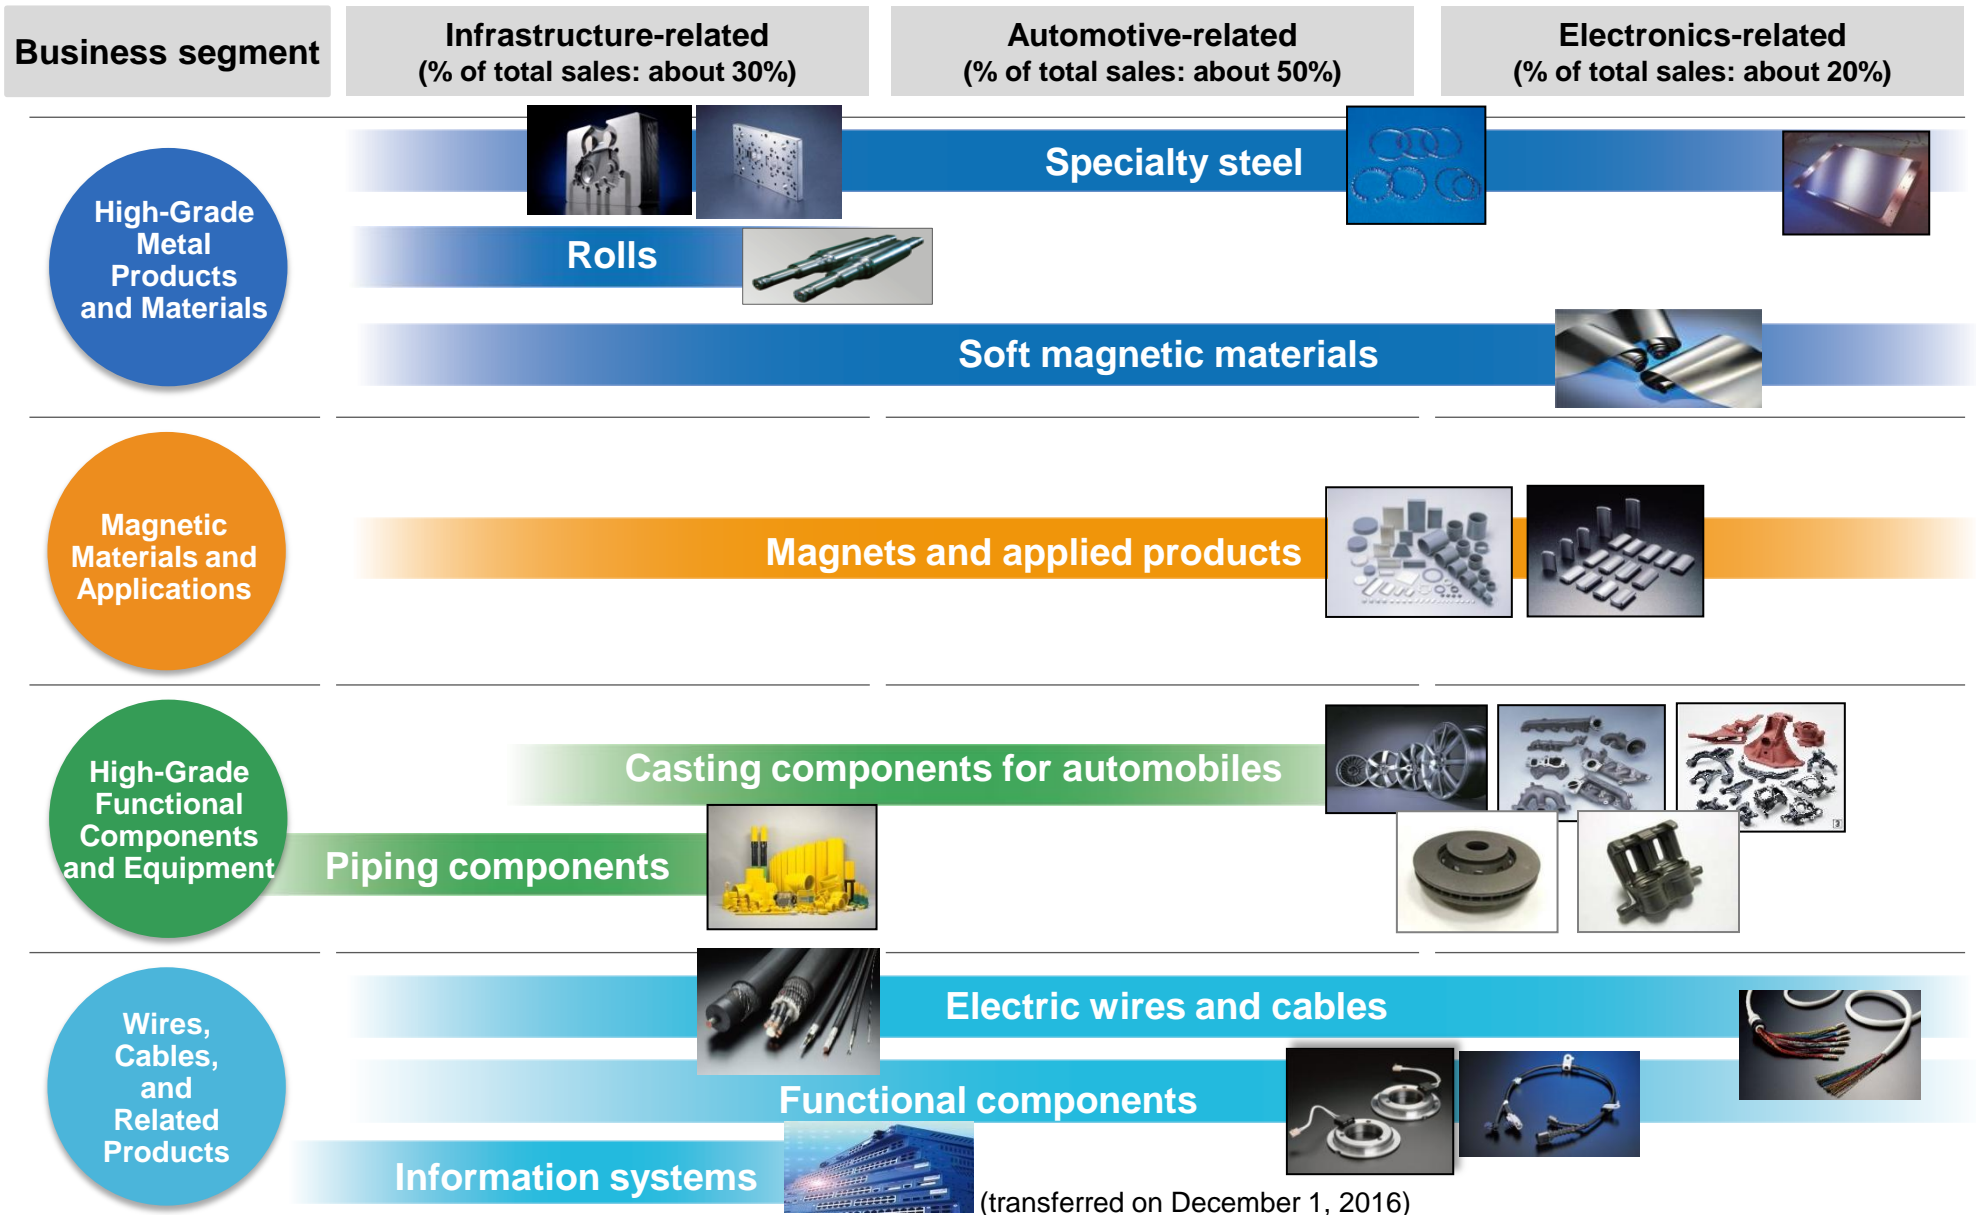 Business segment
Infrastructure-related
(% of total sales: about 30%)
Automotive-related
(% of total sales: about 50%)
Electronics-related
(% of total sales: about 20%)
High-Grade
Metal
Products
and Materials
Specialty steel
Rolls
Soft magnetic materials
Magnetic
Materials and
Applications
Magnets and applied products
High-Grade
Functional
Components
and Equipment
Casting components for automobiles
Piping components
Wires,
Cables,
and
Related
Products
Electric wires and cables
Functional components
Information systems
(transferred on December 1, 2016)